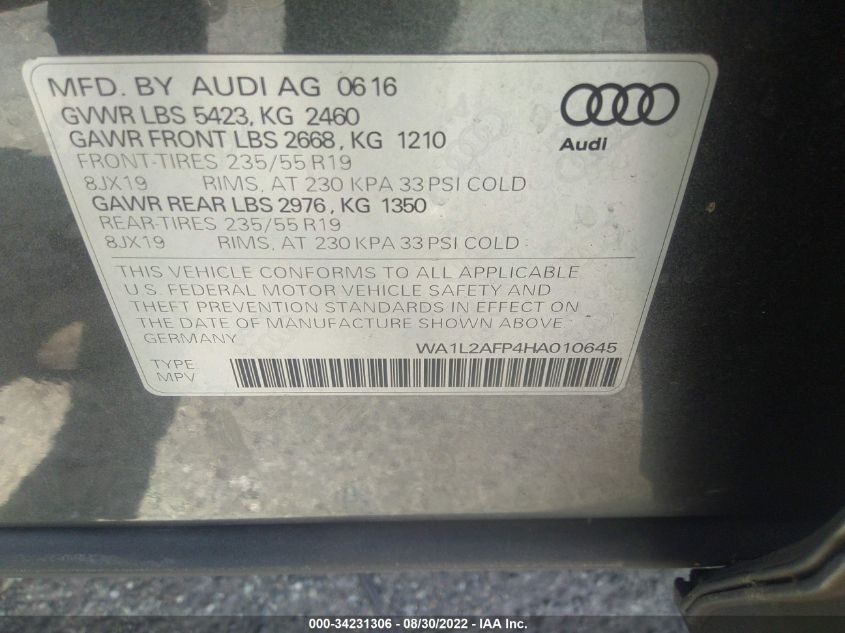 MFD. BY AUDI AG 06 16
GVWR LBS 5423, KG 2460
GAWR FRONT LBS 2668, KG 1210
FRONT-TIRES 235/55 R19
8JX19 RIMS, AT 230 KPA 33 PSI COLD
GAWR REAR LBS 2976, KG 1350
REAR-TIRES 235/55 R19
8JX19 RIMS, AT 230 KPA 33 PSI COLD
Audi
THIS VEHICLE CONFORMS TO ALL APPLICABLE
U.S. FEDERAL MOTOR VEHICLE SAFETY AND
THEFT PREVENTION STANDARDS IN EFFECT ON
THE DATE OF MANUFACTURE SHOWN ABOVE
GERMANY
WA1L2AFP4HA010645
TYPE
MPV
000-34231306 - 08/30/2022 - IAA Inc.